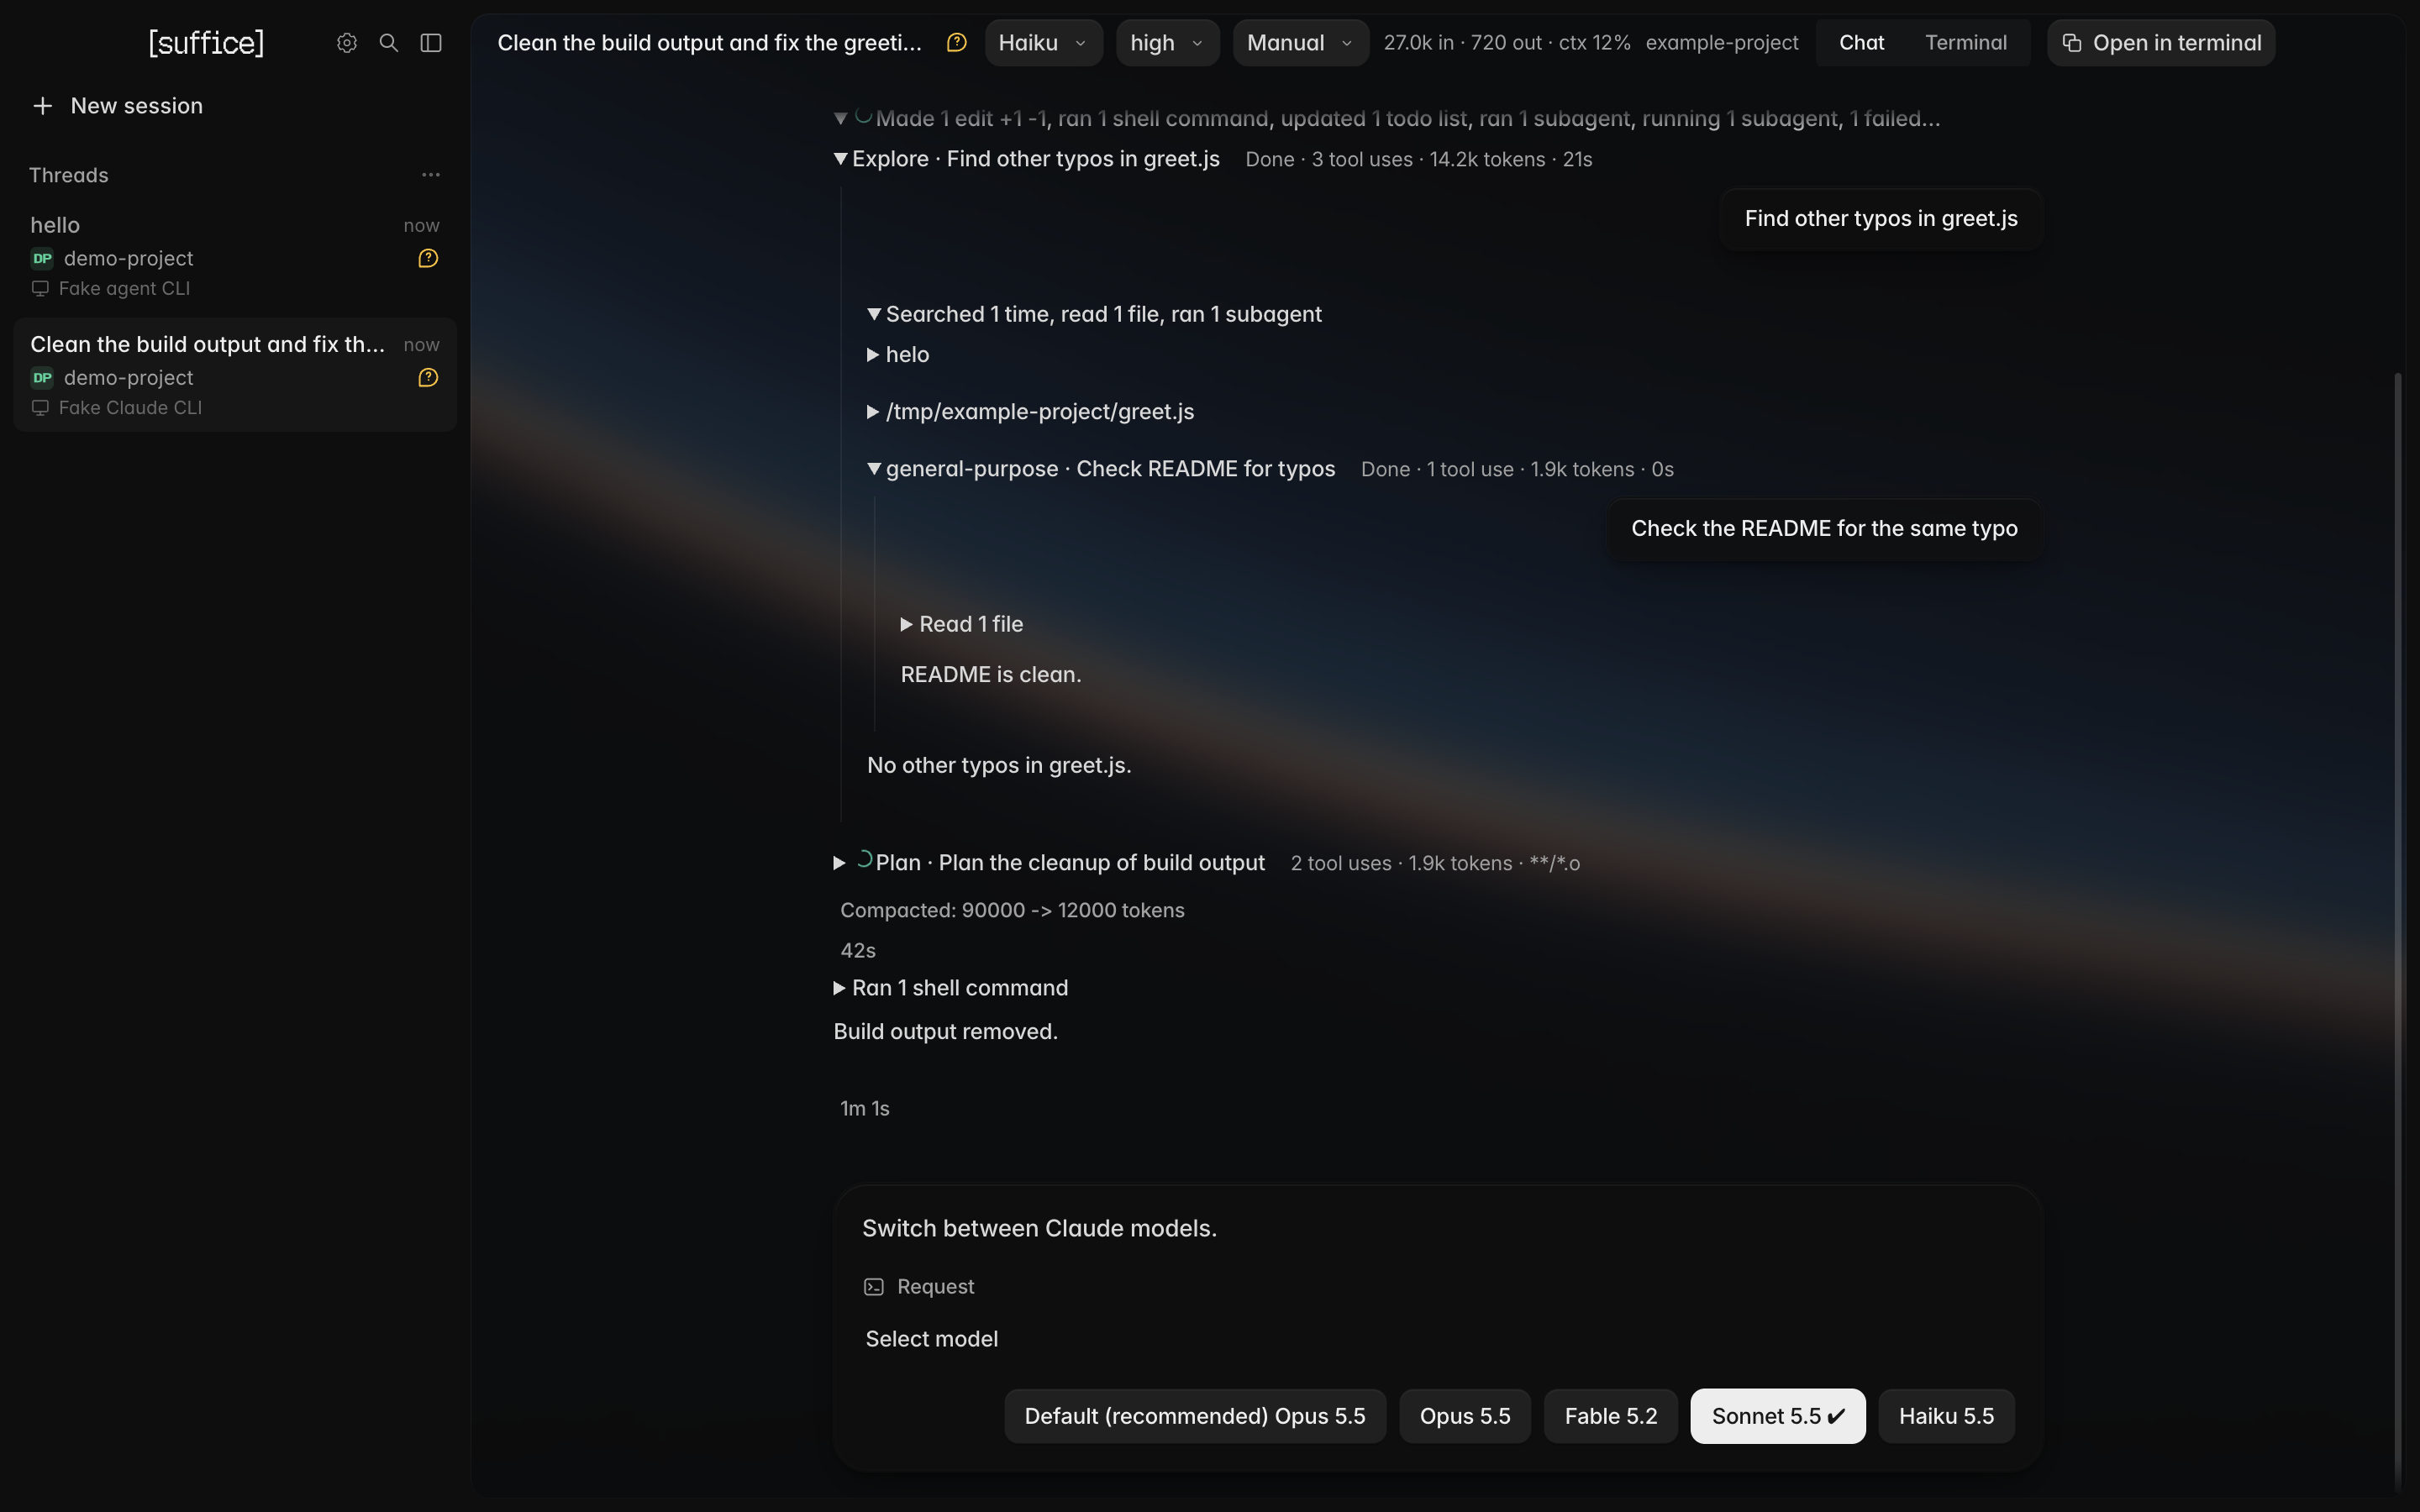 [suffice]
New session
Threads
hello
now
DP demo-project
Fake agent CLI
Clean the build output and fix th...
now
DP demo-project
Fake Claude CLI
Clean the build output and fix the greeti...
Haiku
high
Manual
27.0k in · 720 out · ctx 12%
example-project
Chat
Terminal
Open in terminal
Made 1 edit +1 -1, ran 1 shell command, updated 1 todo list, ran 1 subagent, running 1 subagent, 1 failed...
Explore · Find other typos in greet.js Done · 3 tool uses · 14.2k tokens · 21s
Find other typos in greet.js
Searched 1 time, read 1 file, ran 1 subagent
helo
/tmp/example-project/greet.js
general-purpose · Check README for typos Done · 1 tool use · 1.9k tokens · 0s
Check the README for the same typo
Read 1 file
README is clean.
No other typos in greet.js.
Plan · Plan the cleanup of build output 2 tool uses · 1.9k tokens · **/*.o
Compacted: 90000 -> 12000 tokens
42s
Ran 1 shell command
Build output removed.
1m 1s
Switch between Claude models.
Request
Select model
Default (recommended) Opus 5.5
Opus 5.5
Fable 5.2
Sonnet 5.5 ✔
Haiku 5.5